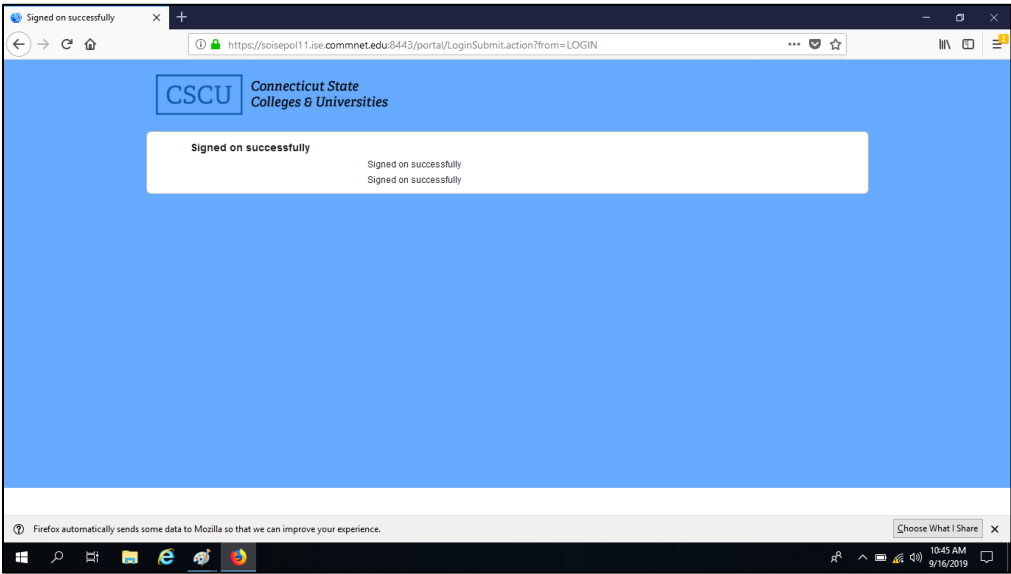 Signed on successfully
https://soisepol11.ise.commnet.edu:8443/portal/LoginSubmit.action?from=LOGIN
CSCU
Connecticut State
Colleges & Universities
Signed on successfully
Signed on successfully
Signed on successfully
Firefox automatically sends some data to Mozilla so that we can improve your experience.
Choose What I Share
10:45 AM
9/16/2019